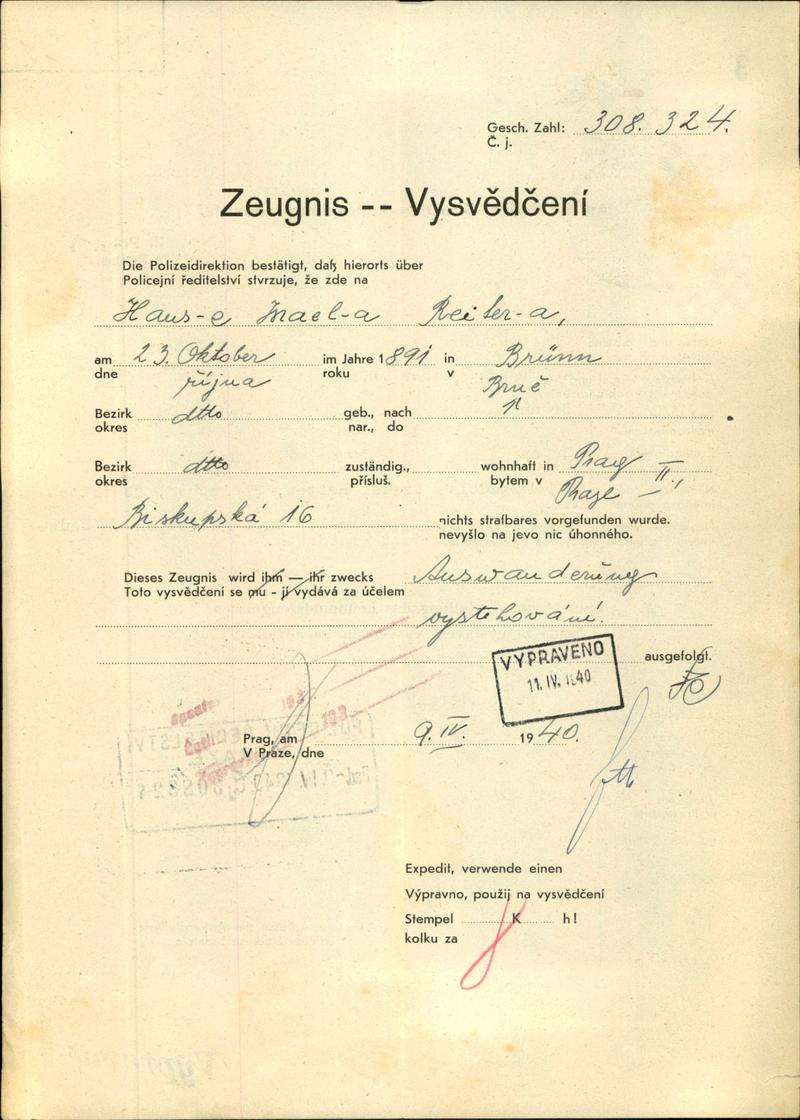 Gesch. Zahl: 308.324.
Č. j.
Zeugnis -- Vysvědčení
Die Polizeidirektion bestätigt, daß hierorts über
Policejní ředitelství stvrzuje, že zde na
Hans-e Israel-a Reiter-a,
am 23. Oktober im Jahre 1891 in Brünn
dne října roku v Brně
Bezirk dtto geb., nach
okres nar., do
Bezirk dtto zuständig., wohnhaft in Prag – II.,
okres přísluš. bytem v Praze –
Biskupská 16 nichts strafbares vorgefunden wurde.
nevyšlo na jevo nic úhonného.
Dieses Zeugnis wird ihm — ihr zwecks Auswanderung
Toto vysvědčení se mu - jí vydává za účelem
vystěhování.
ausgefolgt.
VYPRAVENO
11. IV. 1940
Prag, am 9. IV. 1940.
V Praze, dne
Expedit, verwende einen
Výpravno, použij na vysvědčení
Stempel K h!
kolku za